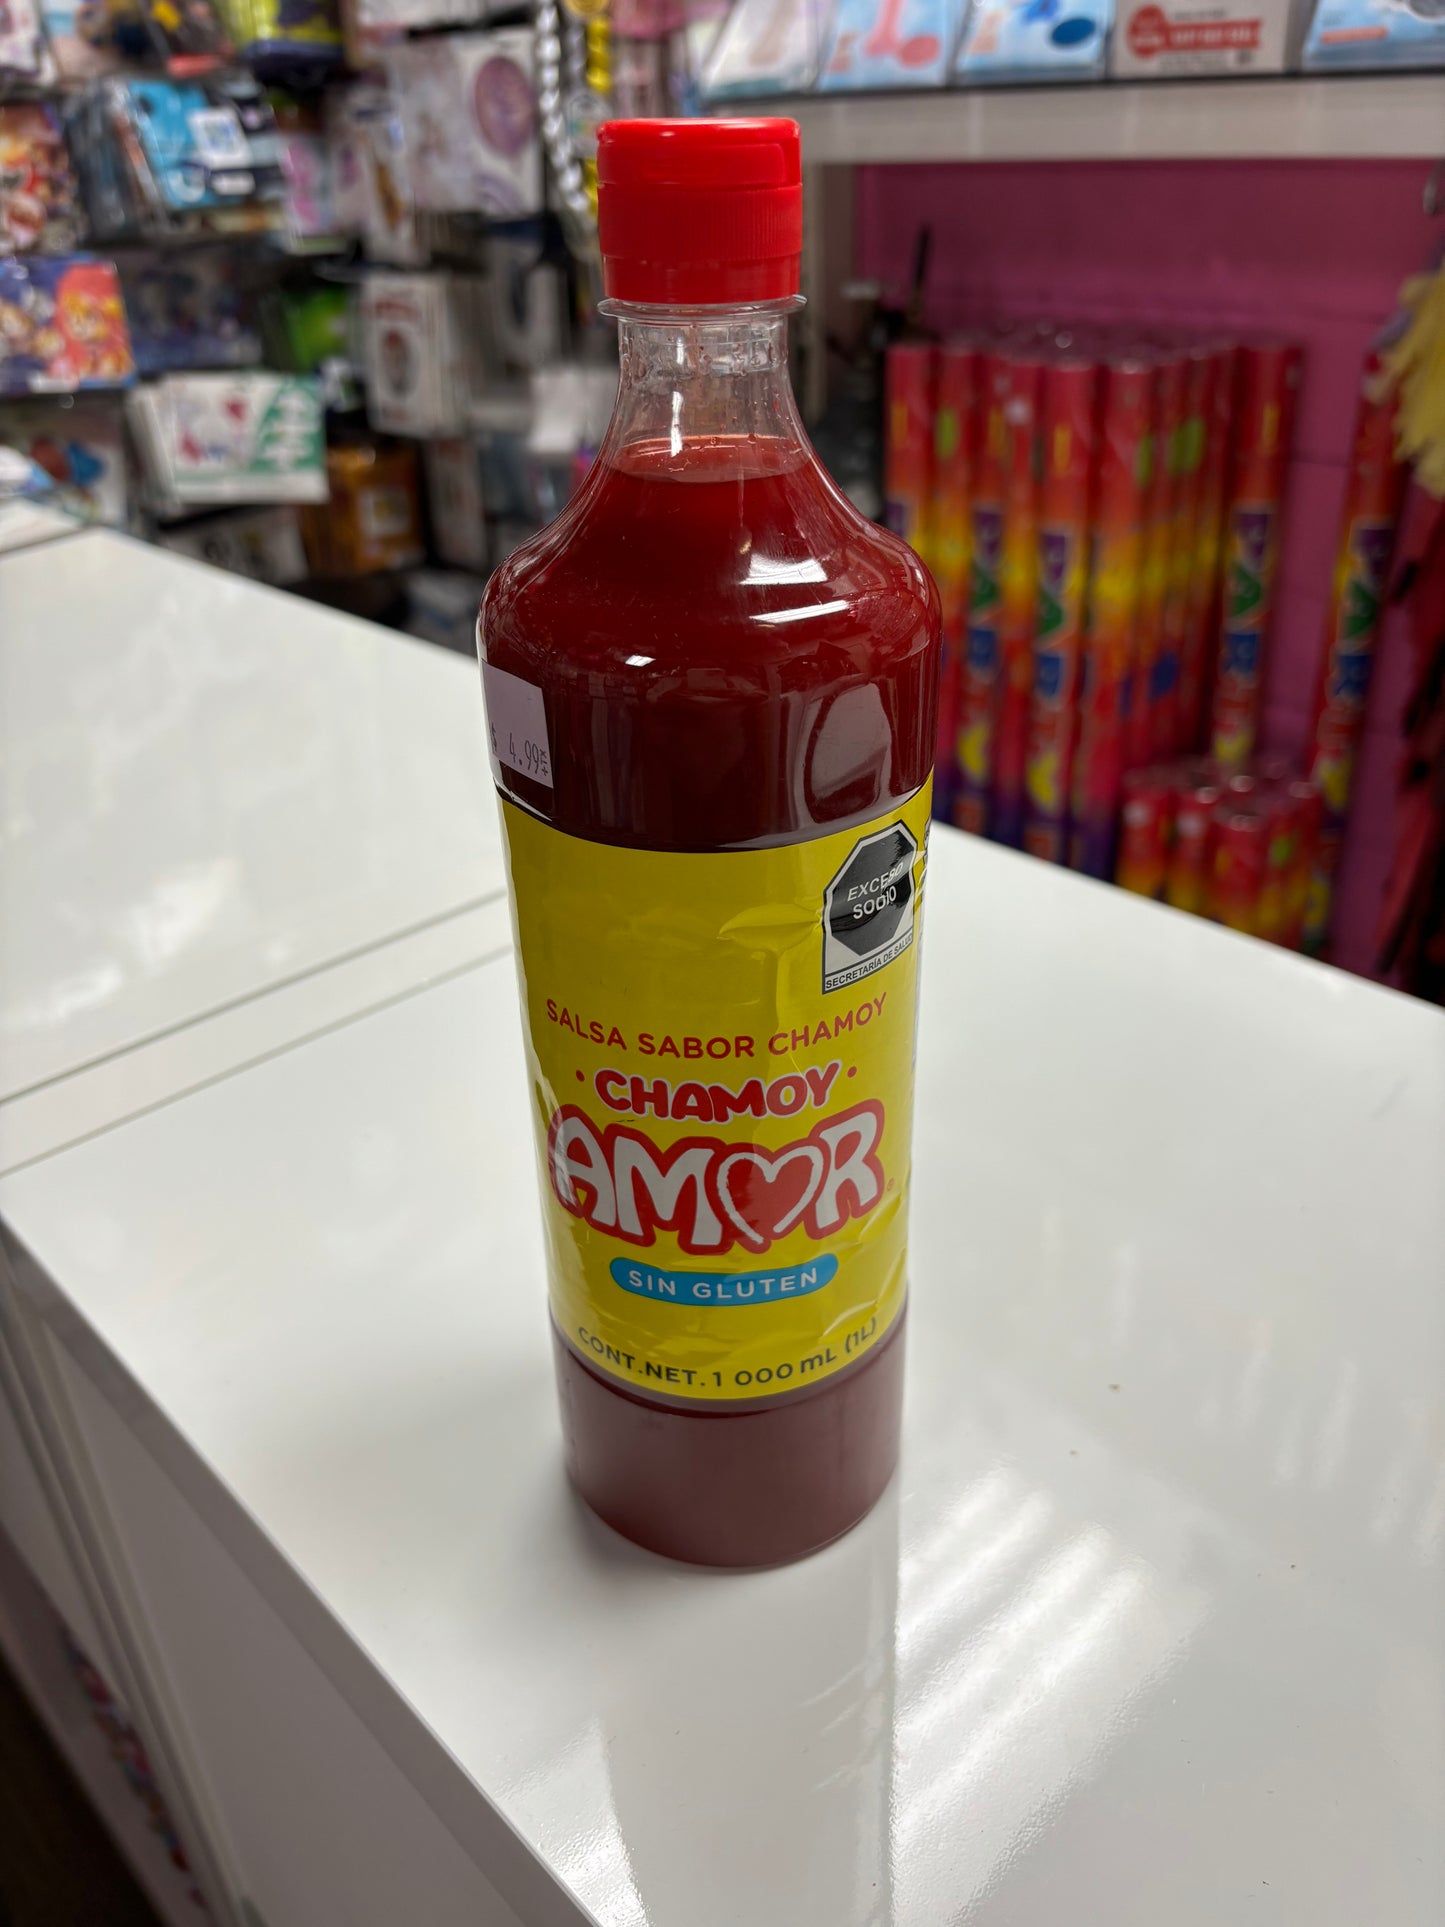 $ 4.99
EXCESO
SODIO
SECRETARÍA DE SALUD
SALSA SABOR CHAMOY
• CHAMOY •
AMOR
SIN GLUTEN
CONT.NET. 1 000 mL (1L)